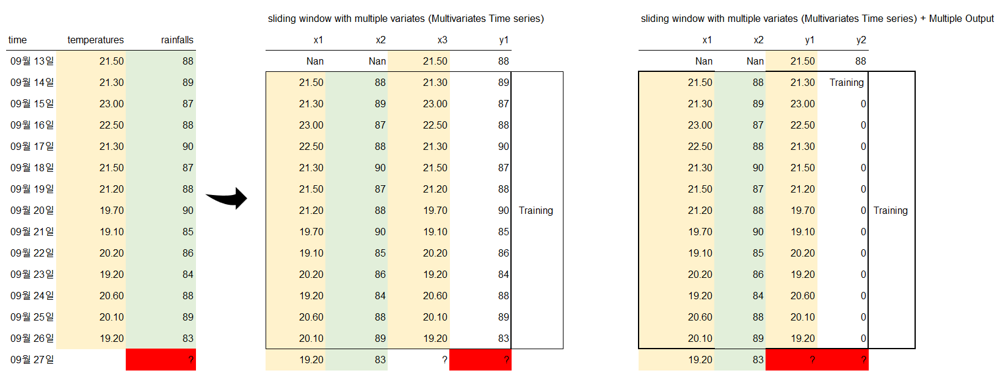 sliding window with multiple variates (Multivariates Time series) sliding window with multiple variates (Multivariates Time series) + Multiple Output
time temperatures rainfalls x1 x2 x3 y1 x1 x2 y1 y2
09월 13일 21.50 88 Nan Nan 21.50 88 Nan Nan 21.50 88
09월 14일 21.30 89 21.50 88 21.30 89 21.50 88 21.30 Training
09월 15일 23.00 87 21.30 89 23.00 87 21.30 89 23.00 0
09월 16일 22.50 88 23.00 87 22.50 88 23.00 87 22.50 0
09월 17일 21.30 90 22.50 88 21.30 90 22.50 88 21.30 0
09월 18일 21.50 87 21.30 90 21.50 87 21.30 90 21.50 0
09월 19일 21.20 88 21.50 87 21.20 88 21.50 87 21.20 0
09월 20일 19.70 90 21.20 88 19.70 90 Training 21.20 88 19.70 0 Training
09월 21일 19.10 85 19.70 90 19.10 85 19.70 90 19.10 0
09월 22일 20.20 86 19.10 85 20.20 86 19.10 85 20.20 0
09월 23일 19.20 84 20.20 86 19.20 84 20.20 86 19.20 0
09월 24일 20.60 88 19.20 84 20.60 88 19.20 84 20.60 0
09월 25일 20.10 89 20.60 88 20.10 89 20.60 88 20.10 0
09월 26일 19.20 83 20.10 89 19.20 83 20.10 89 19.20 0
09월 27일 ? 19.20 83 ? ? 19.20 83 ? ?